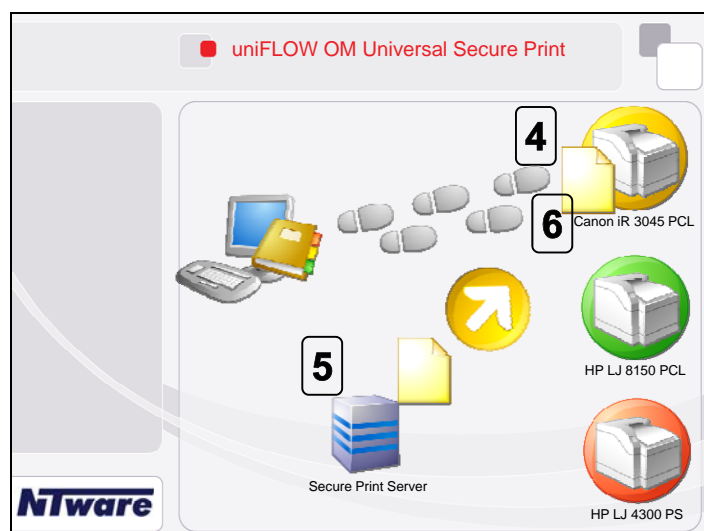 uniFLOW OM Universal Secure Print
4
6
Canon iR 3045 PCL
HP LJ 8150 PCL
5
Secure Print Server
HP LJ 4300 PS
NTware